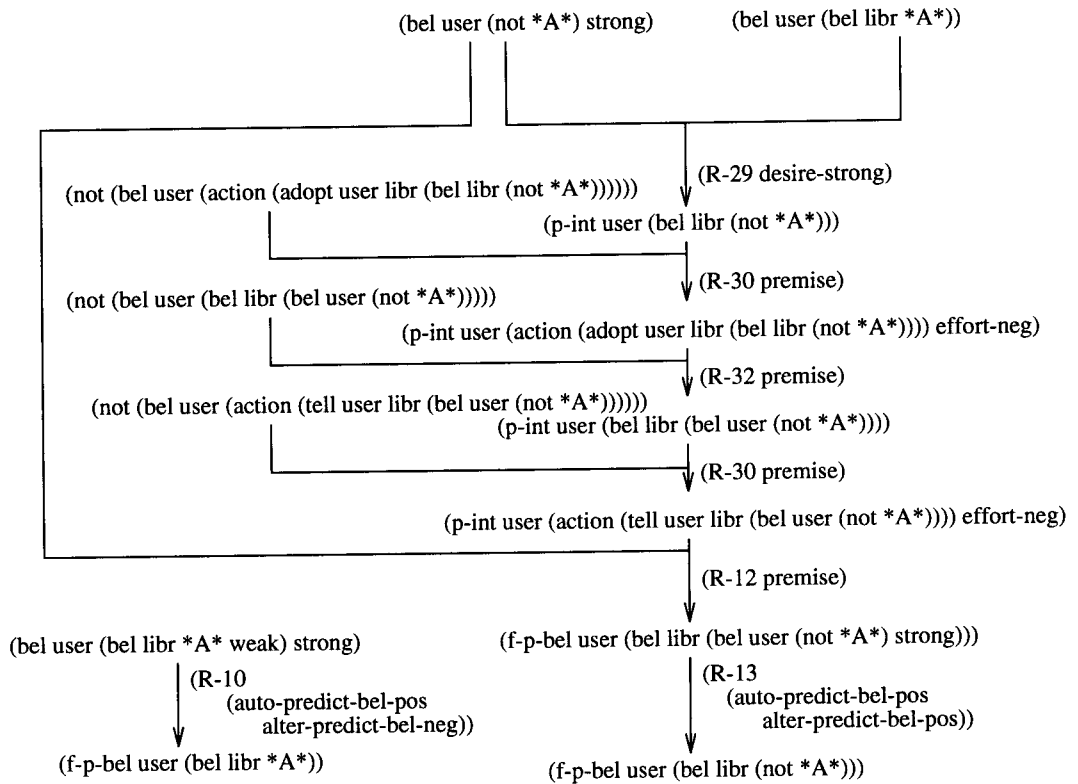 (bel user (not *A*) strong)
(bel user (bel libr *A*))
(R-29 desire-strong)
(not (bel user (action (adopt user libr (bel libr (not *A*))))))
(p-int user (bel libr (not *A*)))
(R-30 premise)
(not (bel user (bel libr (bel user (not *A*)))))
(p-int user (action (adopt user libr (bel libr (not *A*)))) effort-neg)
(R-32 premise)
(not (bel user (action (tell user libr (bel user (not *A*))))))
(p-int user (bel libr (bel user (not *A*))))
(R-30 premise)
(p-int user (action (tell user libr (bel user (not *A*)))) effort-neg)
(R-12 premise)
(bel user (bel libr *A* weak) strong)
(f-p-bel user (bel libr (bel user (not *A*) strong)))
(R-10
(auto-predict-bel-pos
alter-predict-bel-neg))
(R-13
(auto-predict-bel-pos
alter-predict-bel-pos))
(f-p-bel user (bel libr *A*))
(f-p-bel user (bel libr (not *A*)))